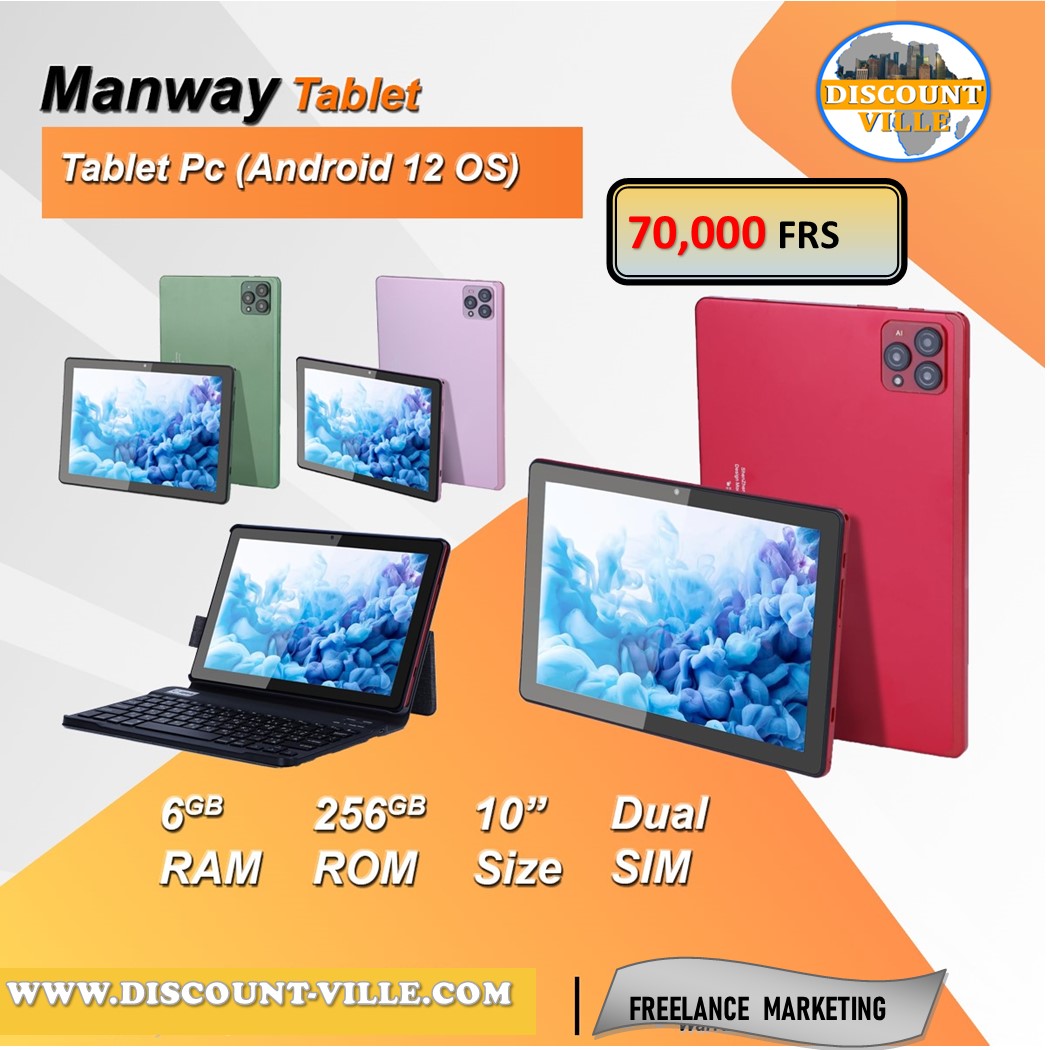 Manway Tablet
DISCOUNT
VILLE
Tablet Pc (Android 12 OS)
70,000 FRS
AI
6GB
RAM
256GB
ROM
10”
Size
Dual
SIM
WWW.DISCOUNT-VILLE.COM
FREELANCE MARKETING